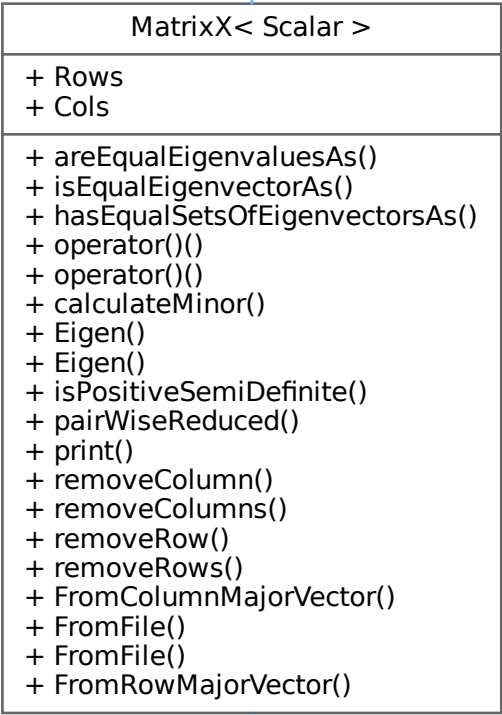 MatrixX< Scalar >
+ Rows
+ Cols
+ areEqualEigenvaluesAs()
+ isEqualEigenvectorAs()
+ hasEqualSetsOfEigenvectorsAs()
+ operator()()
+ operator()()
+ calculateMinor()
+ Eigen()
+ Eigen()
+ isPositiveSemiDefinite()
+ pairWiseReduced()
+ print()
+ removeColumn()
+ removeColumns()
+ removeRow()
+ removeRows()
+ FromColumnMajorVector()
+ FromFile()
+ FromFile()
+ FromRowMajorVector()